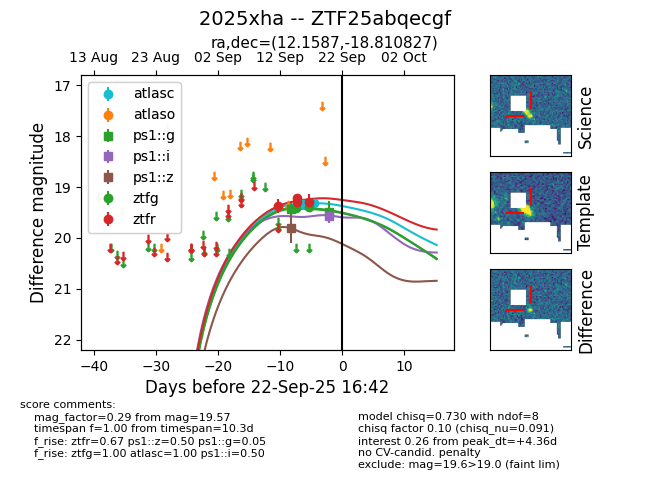 2025xha -- ZTF25abqecgf
ra,dec=(12.1587,-18.810827)
13 Aug 23 Aug 02 Sep 12 Sep 22 Sep 02 Oct
17
18
19
20
21
22
Difference magnitude
atlasc
atlaso
ps1::g
ps1::i
ps1::z
ztfg
ztfr
−40 −30 −20 −10 0 10
Days before 22-Sep-25 16:42
Science
Template
Difference
score comments:
mag_factor=0.29 from mag=19.57
timespan f=1.00 from timespan=10.3d
f_rise: ztfr=0.67 ps1::z=0.50 ps1::g=0.05
f_rise: ztfg=1.00 atlasc=1.00 ps1::i=0.50
model chisq=0.730 with ndof=8
chisq factor 0.10 (chisq_nu=0.091)
interest 0.26 from peak_dt=+4.36d
no CV-candid. penalty
exclude: mag=19.6>19.0 (faint lim)